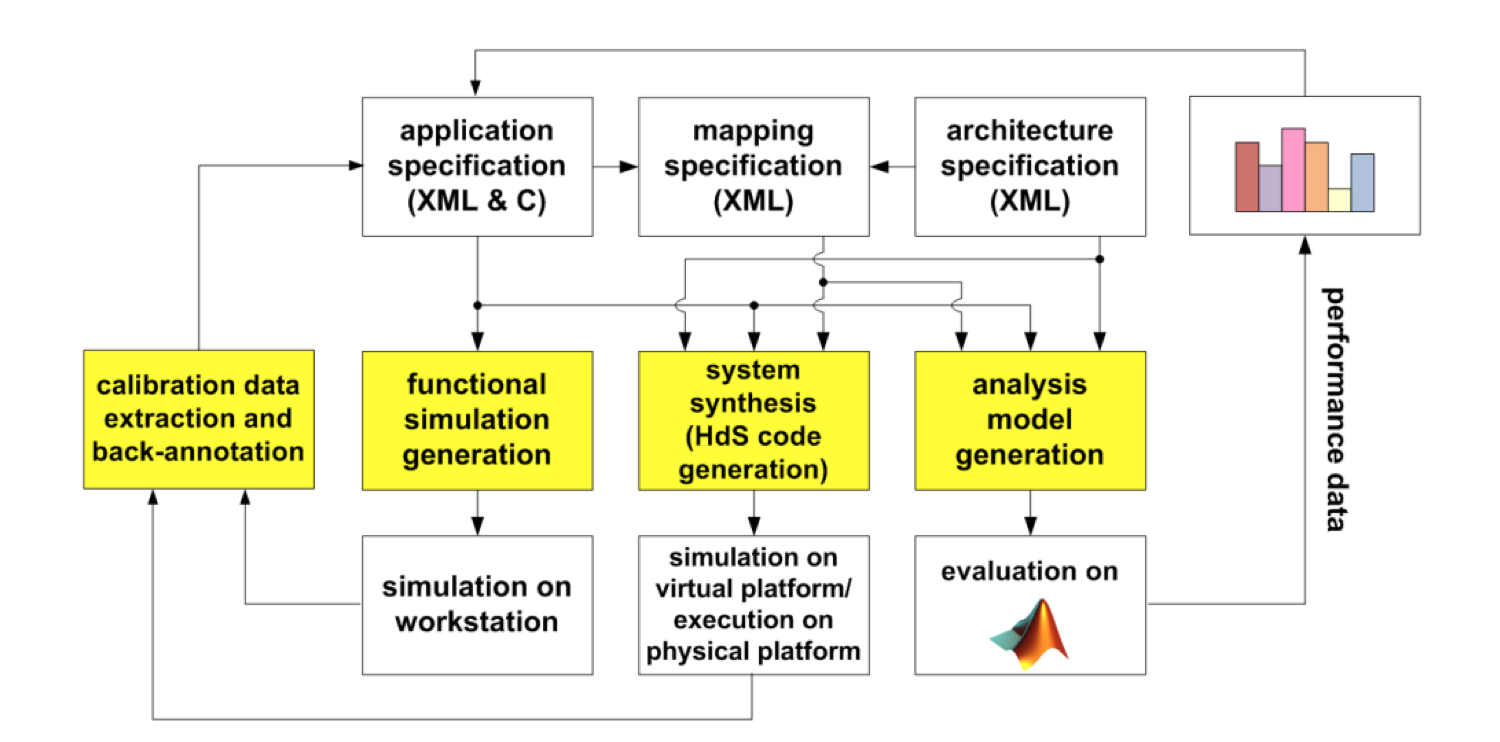 application
specification
(XML & C)
mapping
specification
(XML)
architecture
specification
(XML)
performance data
calibration data
extraction and
back-annotation
functional
simulation
generation
system
synthesis
(HdS code
generation)
analysis
model
generation
simulation on
workstation
simulation on
virtual platform/
execution on
physical platform
evaluation on